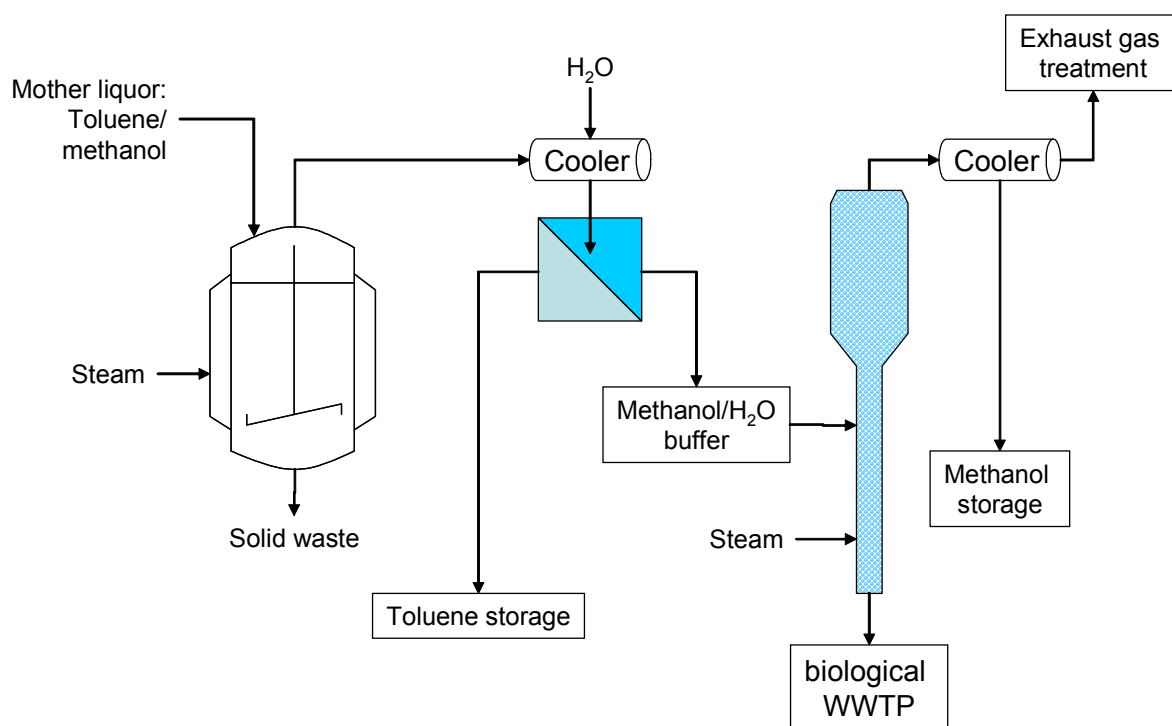 Mother liquor:
Toluene/
methanol
H₂O
Cooler
Exhaust gas
treatment
Cooler
Steam
Methanol/H₂O
buffer
Methanol
storage
Solid waste
Steam
Toluene storage
biological
WWTP